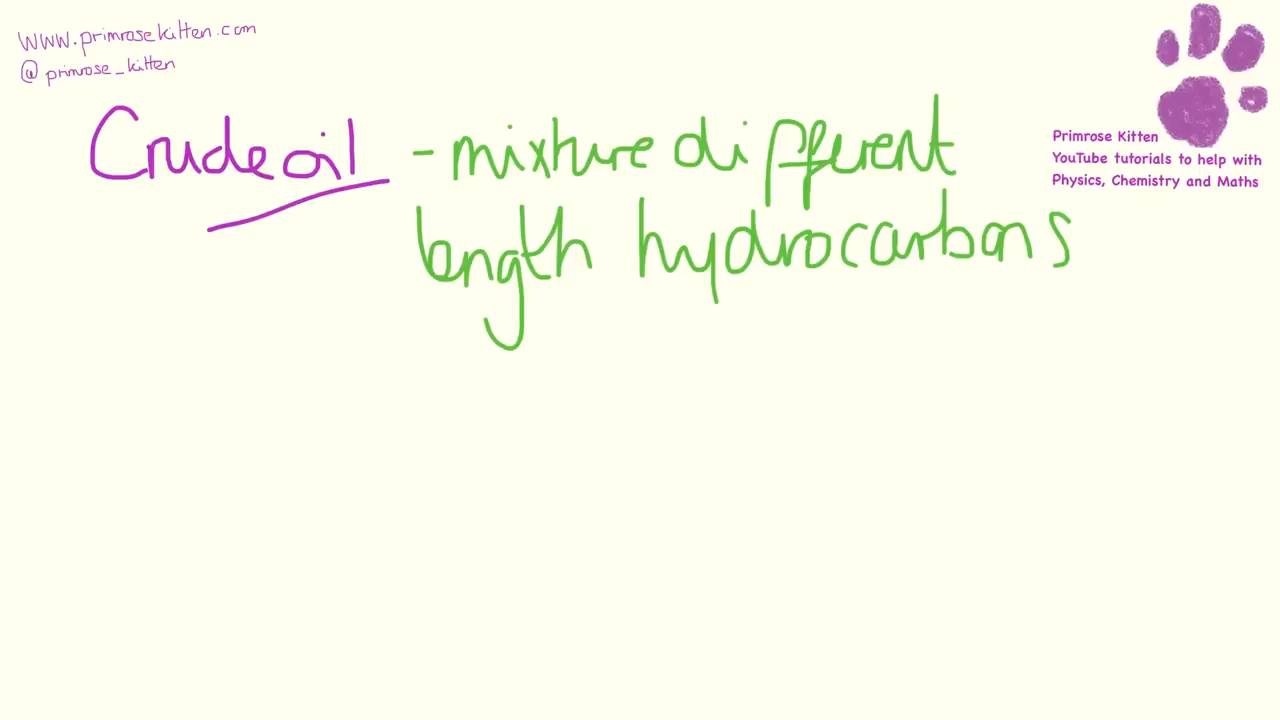 www.primrosekitten.com
@primrose_kitten
Crude oil - mixture different
length hydrocarbons
Primrose Kitten
YouTube tutorials to help with
Physics, Chemistry and Maths